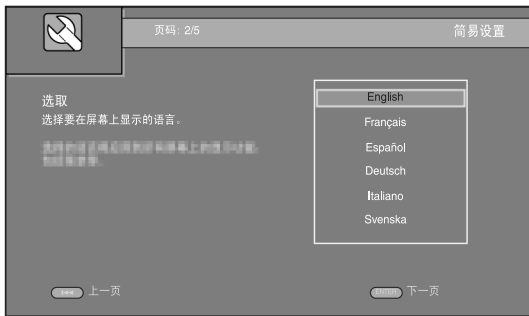 页码: 2/5
简易设置
选取
选择要在屏幕上显示的语言。
English
Français
Español
Deutsch
Italiano
Svenska
上一页
ENTER 下一页